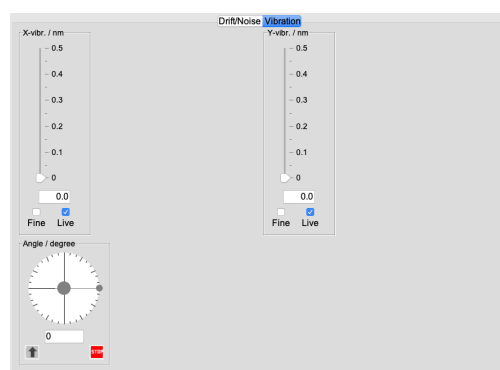 Drift/Noise Vibration
X-vibr. / nm
0.5
0.4
0.3
0.2
0.1
0
0.0
Fine Live
Y-vibr. / nm
0.5
0.4
0.3
0.2
0.1
0
0.0
Fine Live
Angle / degree
0
STOP